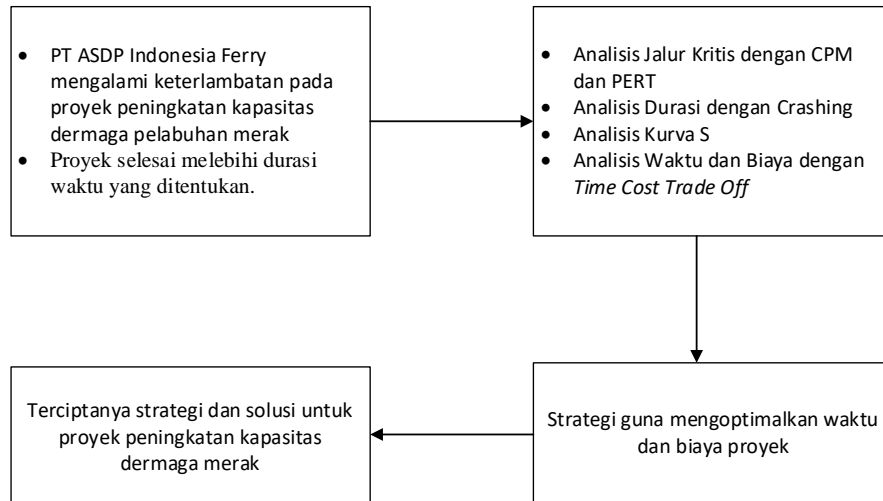 • PT ASDP Indonesia Ferry
mengalami keterlambatan pada
proyek peningkatan kapasitas
dermaga pelabuhan merak
• Proyek selesai melebihi durasi
waktu yang ditentukan.
• Analisis Jalur Kritis dengan CPM
dan PERT
• Analisis Durasi dengan Crashing
• Analisis Kurva S
• Analisis Waktu dan Biaya dengan
Time Cost Trade Off
Strategi guna mengoptimalkan waktu
dan biaya proyek
Terciptanya strategi dan solusi untuk
proyek peningkatan kapasitas
dermaga merak